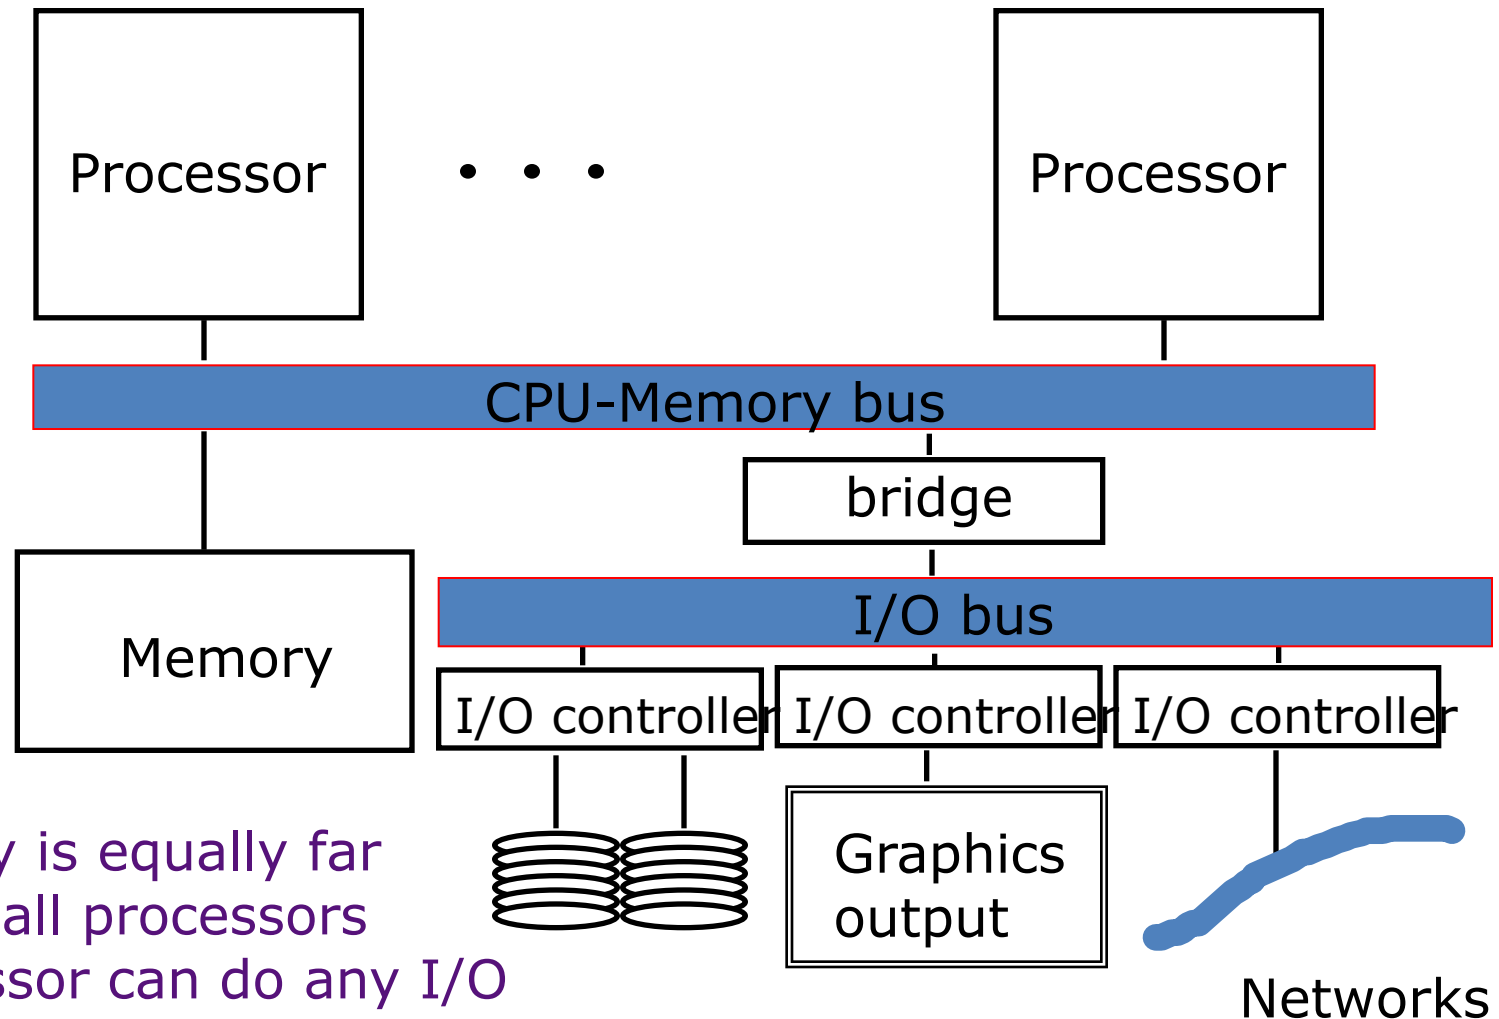 Processor
. . .
Processor
CPU-Memory bus
bridge
I/O bus
Memory
I/O controller
I/O controller
I/O controller
is equally far
all processors
can do any I/O
Graphics
output
Networks